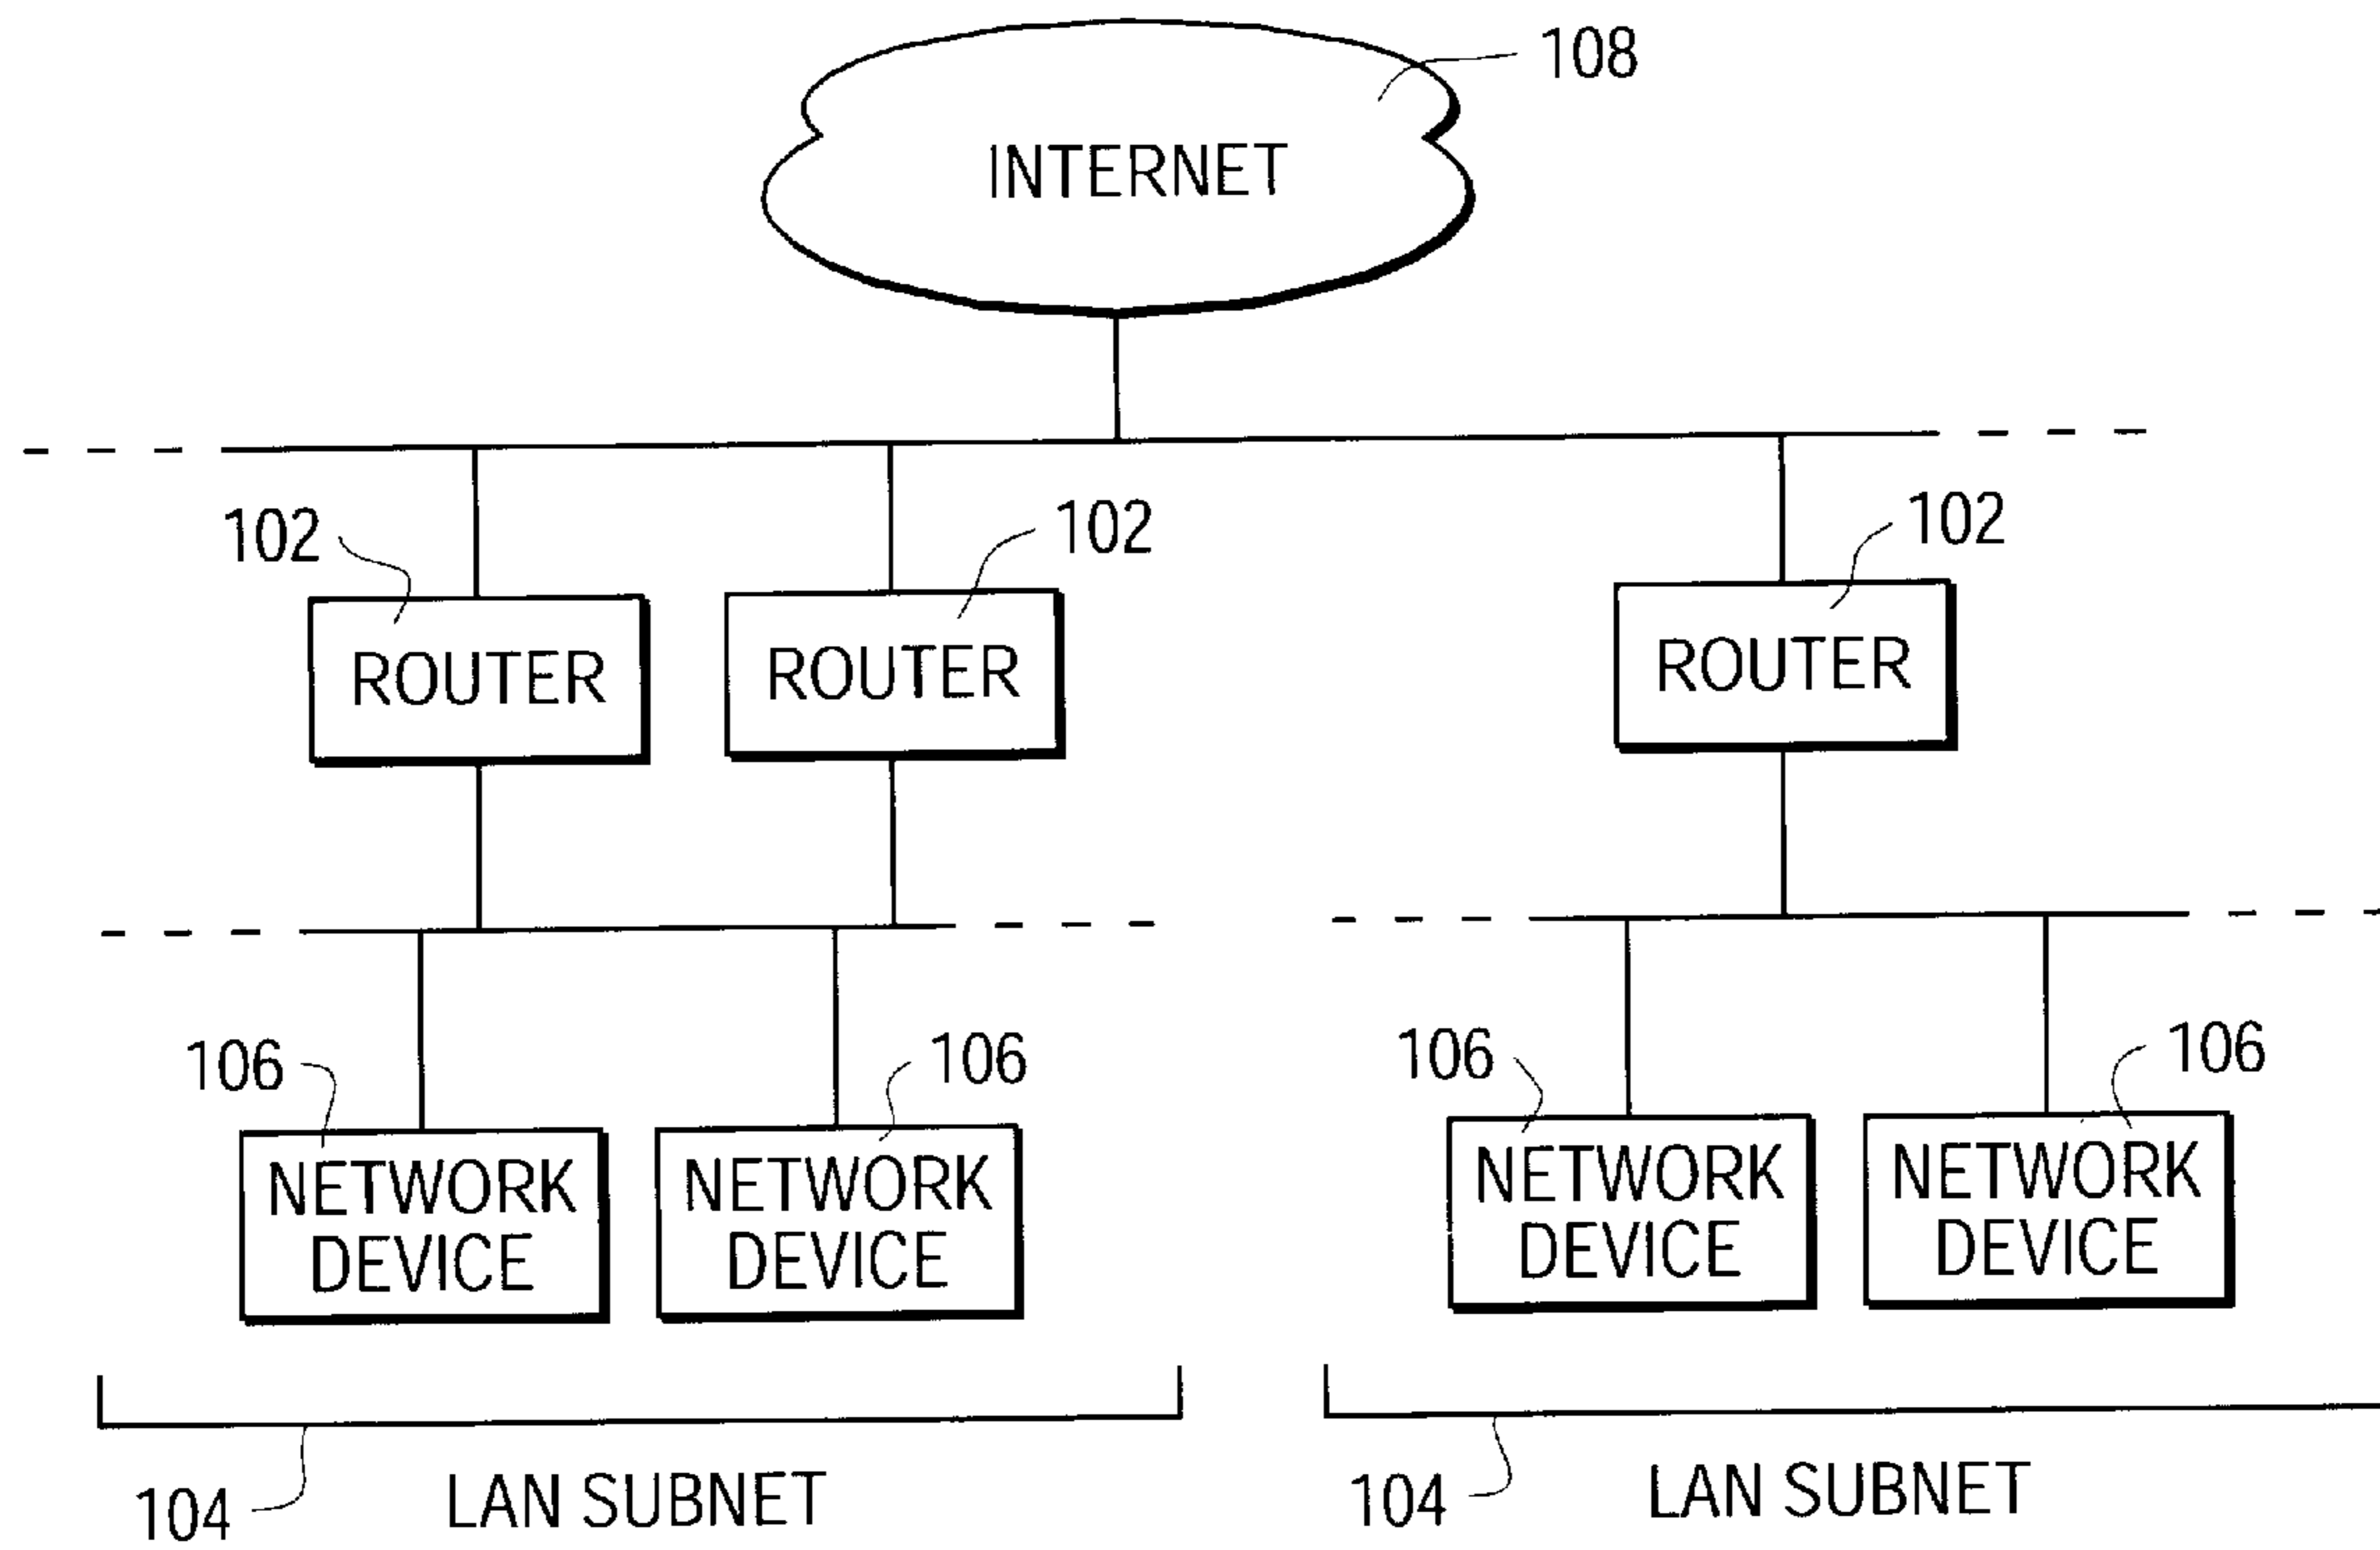 108
INTERNET
102
102
102
ROUTER
ROUTER
ROUTER
106
106
106
106
NETWORK
DEVICE
NETWORK
DEVICE
NETWORK
DEVICE
NETWORK
DEVICE
104
LAN SUBNET
104
LAN SUBNET